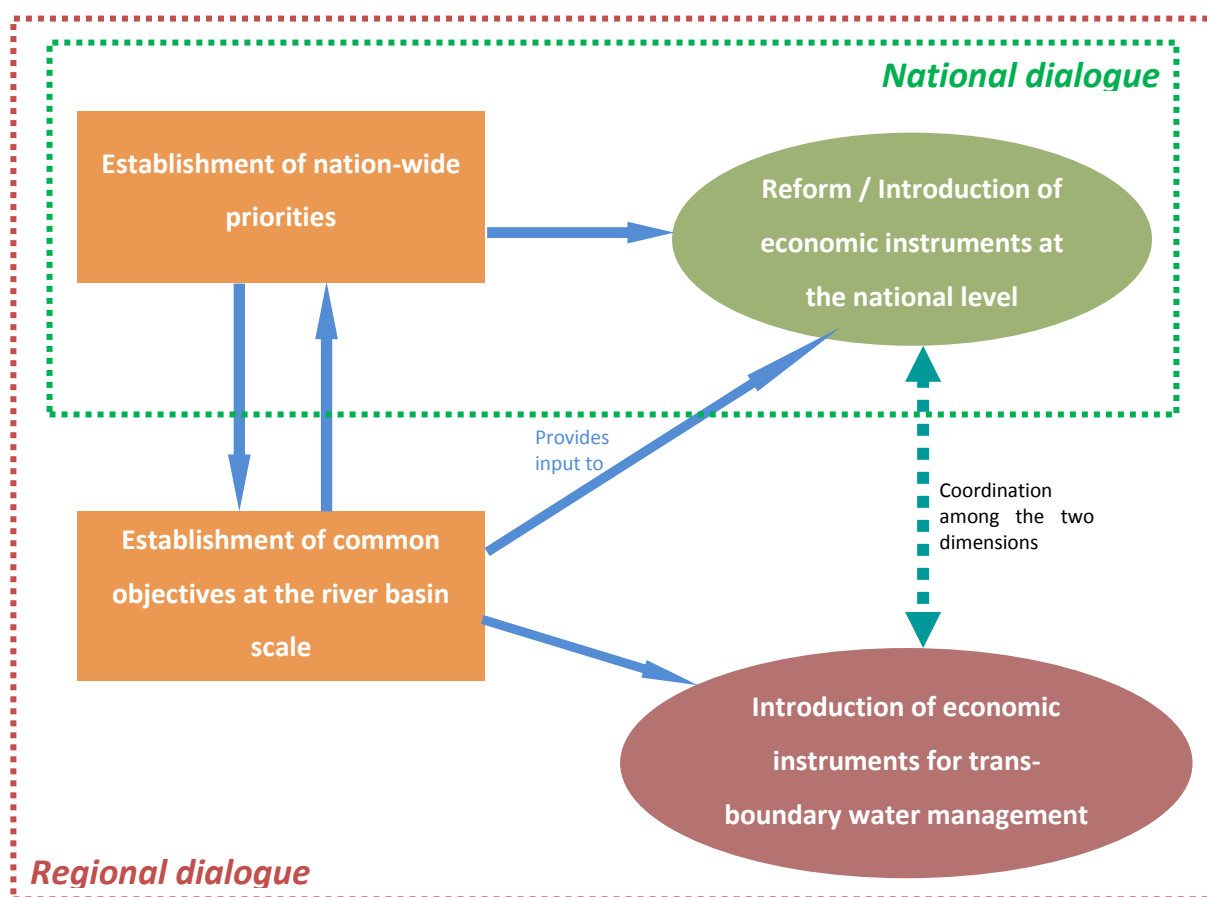 National dialogue
Establishment of nation-wide
priorities
Reform / Introduction of
economic instruments at
the national level
Provides
input to
Coordination
among the two
dimensions
Establishment of common
objectives at the river basin
scale
Introduction of economic
instruments for trans-
boundary water management
Regional dialogue